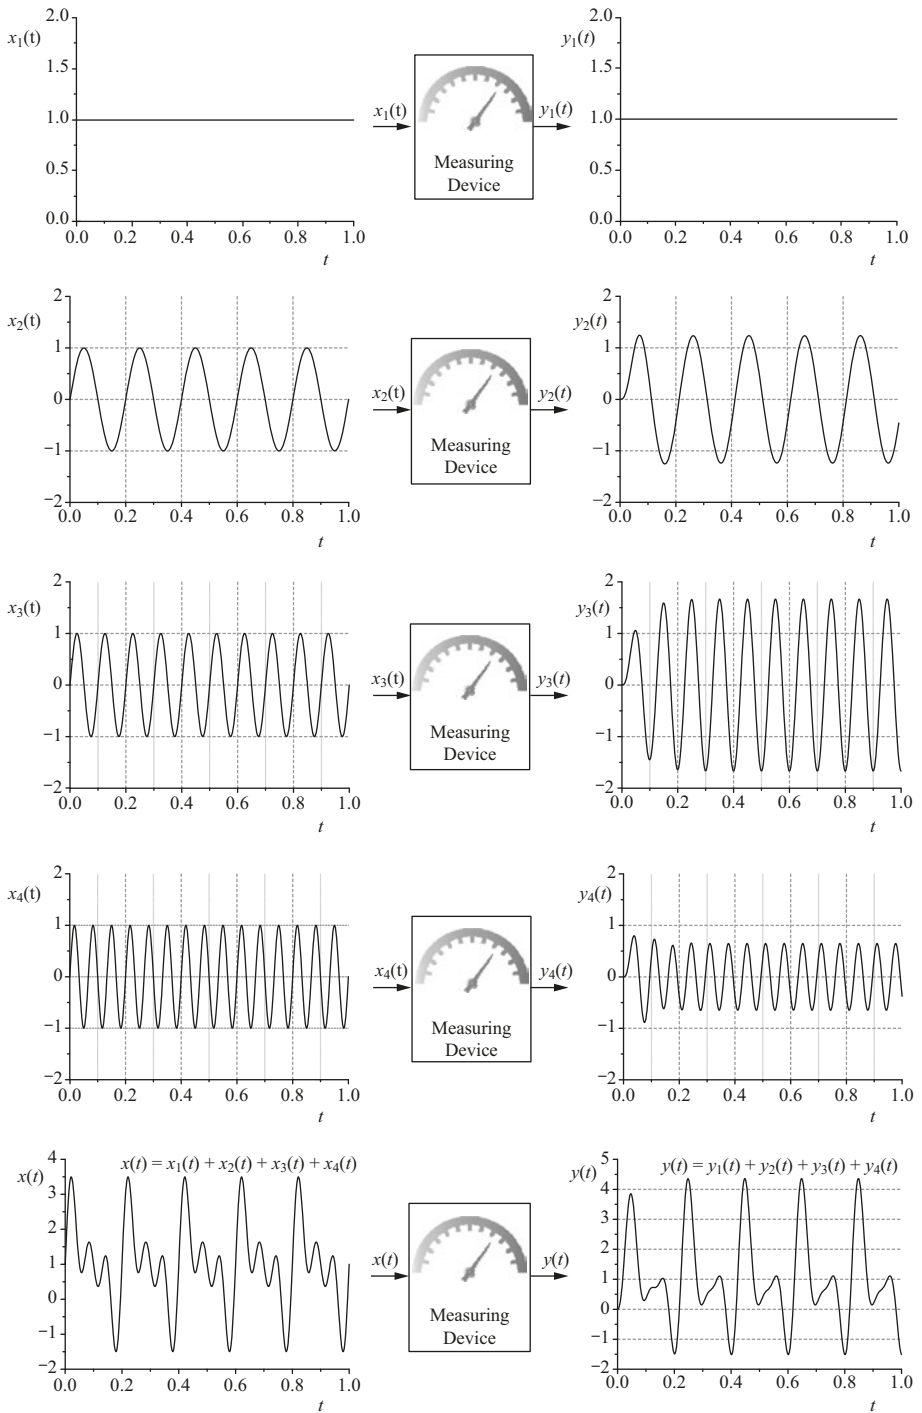 x₁(t)
2.0
1.5
1.0
0.5
0.0
0.0 0.2 0.4 0.6 0.8 1.0
t
x₁(t)
Measuring
Device
y₁(t)
y₁(t)
2.0
1.5
1.0
0.5
0.0
0.0 0.2 0.4 0.6 0.8 1.0
t
x₂(t)
2
1
0
−1
−2
0.0 0.2 0.4 0.6 0.8 1.0
t
x₂(t)
Measuring
Device
y₂(t)
y₂(t)
2
1
0
−1
−2
0.0 0.2 0.4 0.6 0.8 1.0
t
x₃(t)
2
1
0
−1
−2
0.0 0.2 0.4 0.6 0.8 1.0
t
x₃(t)
Measuring
Device
y₃(t)
y₃(t)
2
1
0
−1
−2
0.0 0.2 0.4 0.6 0.8 1.0
t
x₄(t)
2
1
0
−1
−2
0.0 0.2 0.4 0.6 0.8 1.0
t
x₄(t)
Measuring
Device
y₄(t)
y₄(t)
2
1
0
−1
−2
0.0 0.2 0.4 0.6 0.8 1.0
t
x(t)
x(t) = x₁(t) + x₂(t) + x₃(t) + x₄(t)
4
3
2
1
0
−1
−2
0.0 0.2 0.4 0.6 0.8 1.0
t
x(t)
Measuring
Device
y(t)
y(t)
y(t) = y₁(t) + y₂(t) + y₃(t) + y₄(t)
5
4
3
2
1
0
−1
−2
0.0 0.2 0.4 0.6 0.8 1.0
t